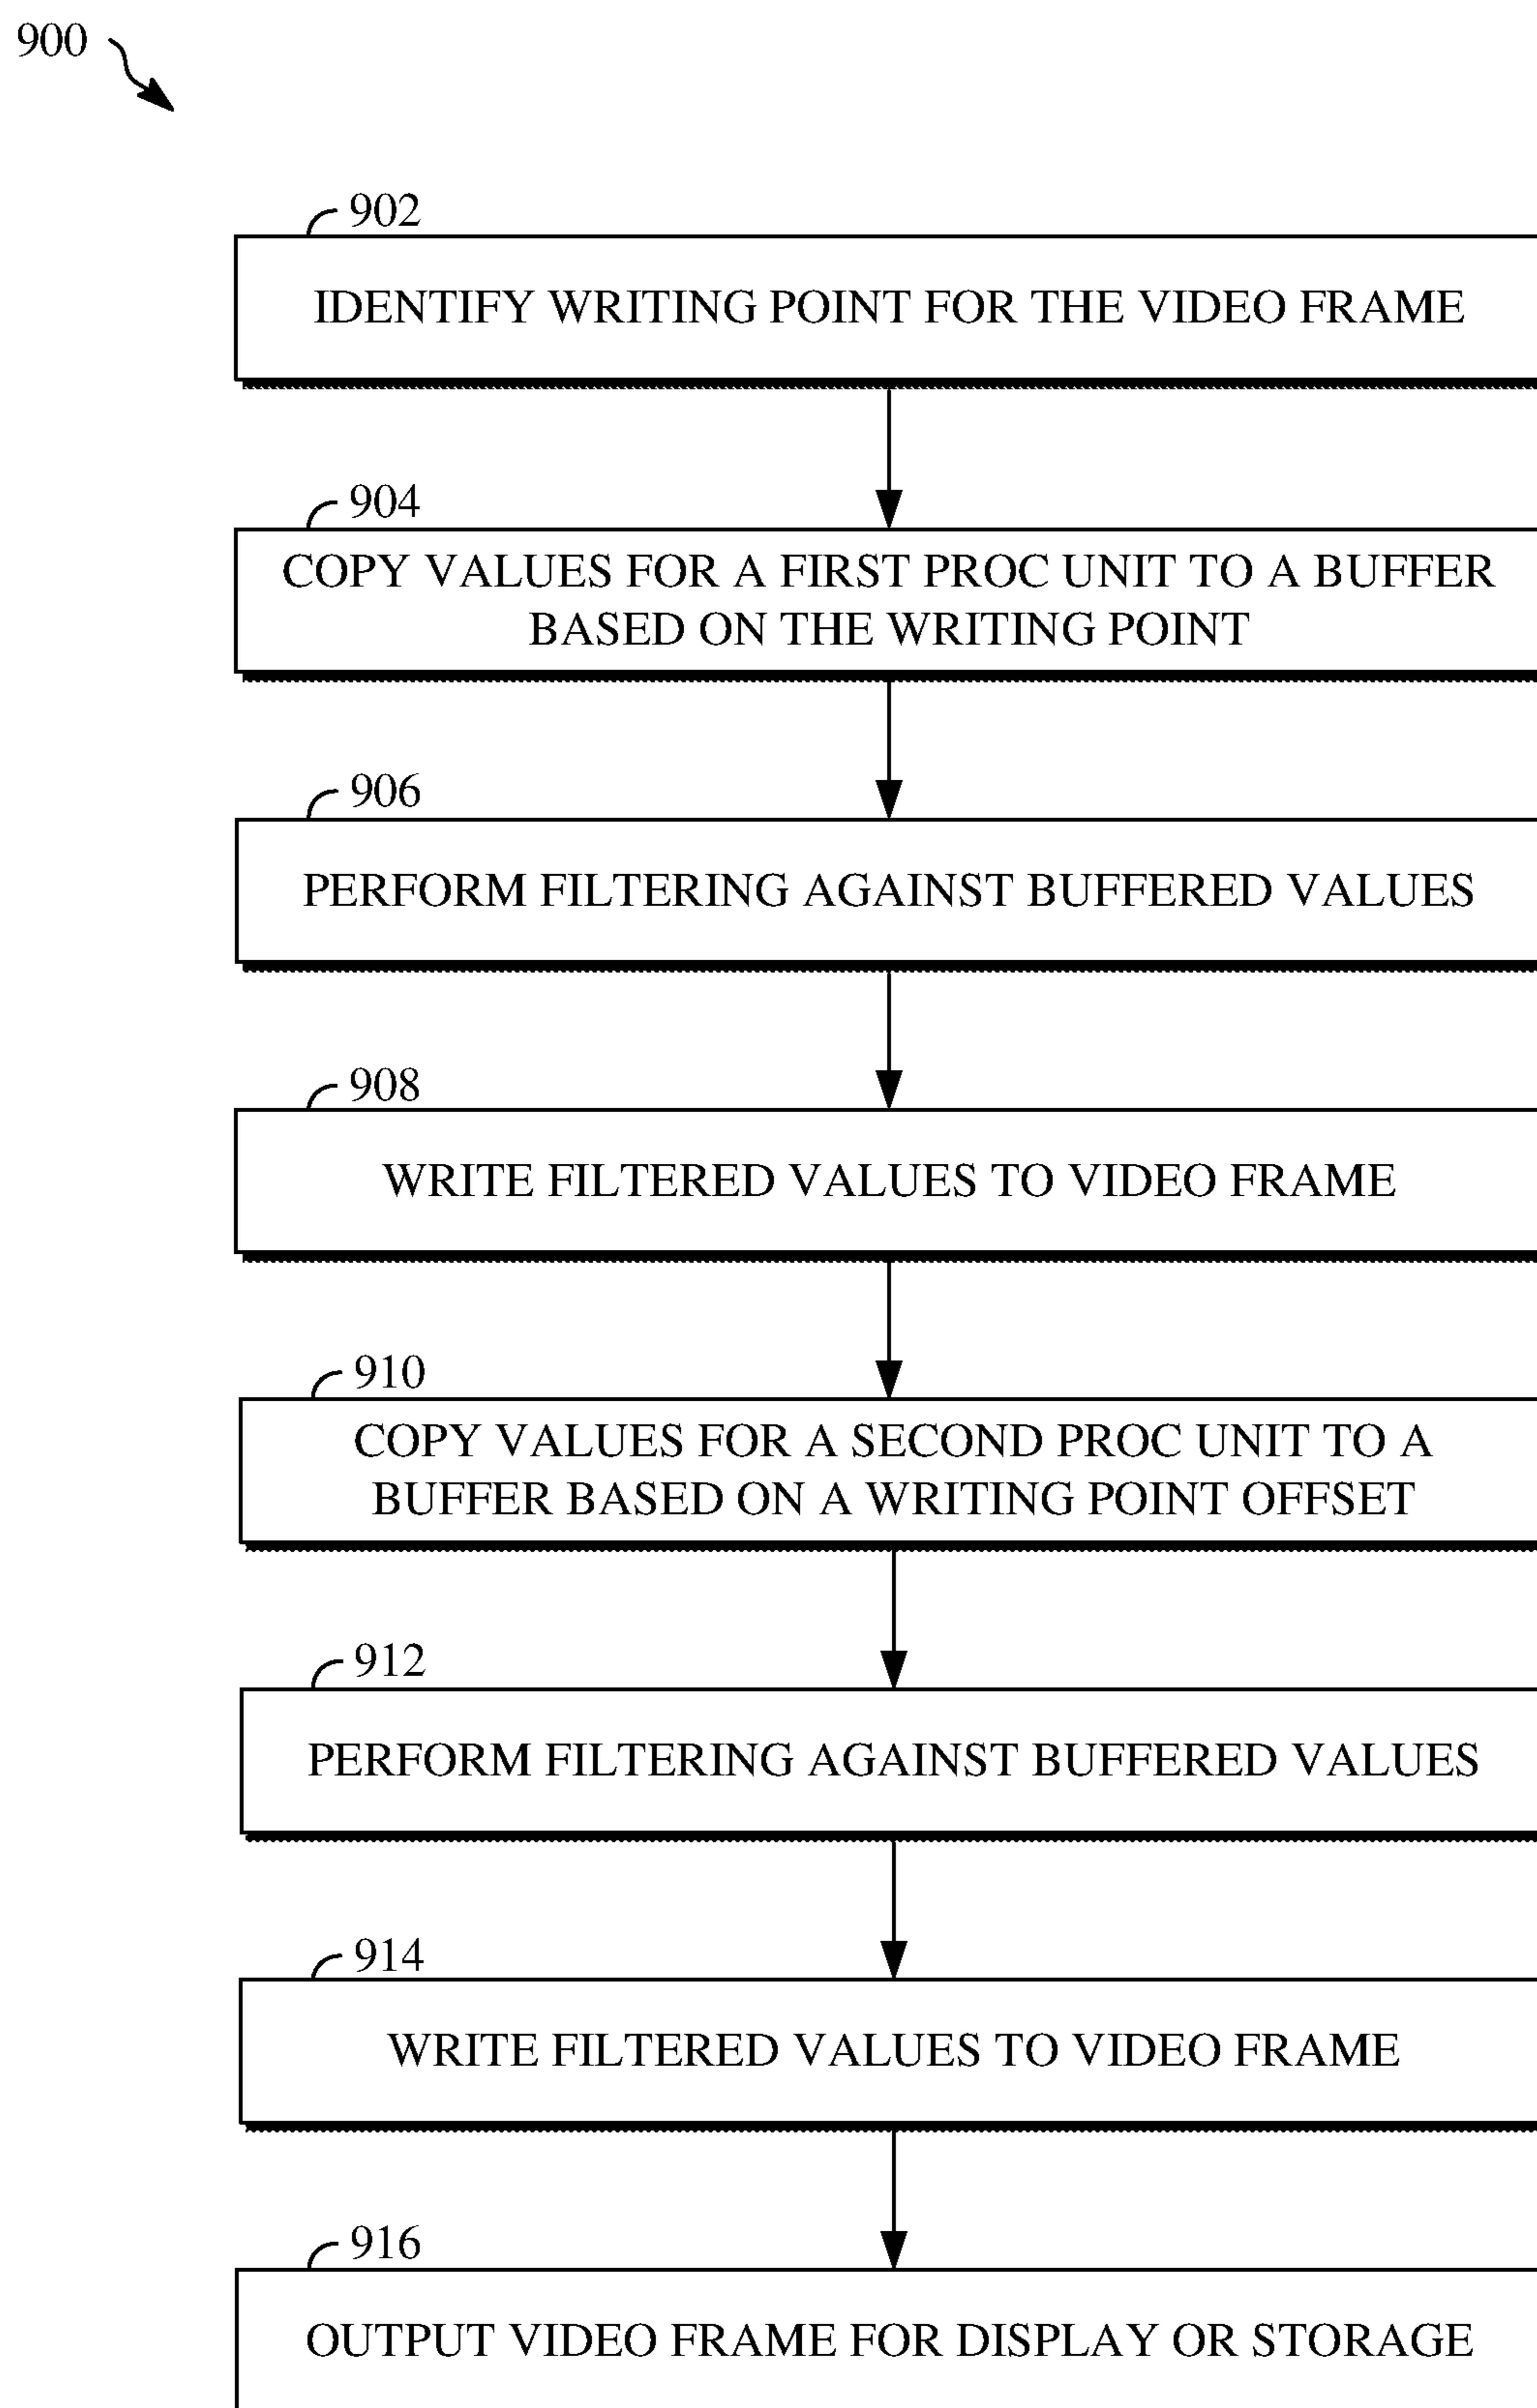 900
902
IDENTIFY WRITING POINT FOR THE VIDEO FRAME
904
COPY VALUES FOR A FIRST PROC UNIT TO A BUFFER
BASED ON THE WRITING POINT
906
PERFORM FILTERING AGAINST BUFFERED VALUES
908
WRITE FILTERED VALUES TO VIDEO FRAME
910
COPY VALUES FOR A SECOND PROC UNIT TO A
BUFFER BASED ON A WRITING POINT OFFSET
912
PERFORM FILTERING AGAINST BUFFERED VALUES
914
WRITE FILTERED VALUES TO VIDEO FRAME
916
OUTPUT VIDEO FRAME FOR DISPLAY OR STORAGE